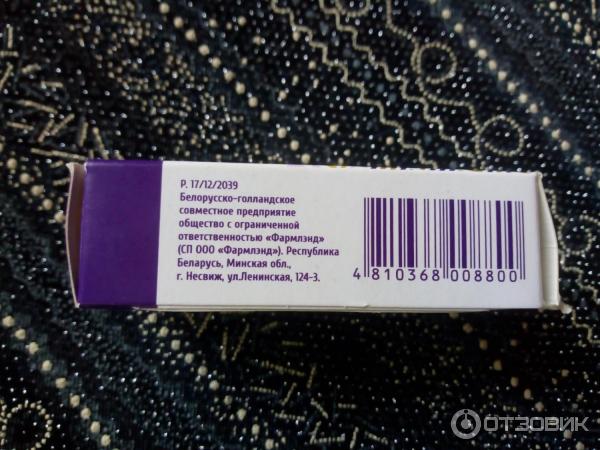 Р. 17/12/2039
Белорусско-голландское
совместное предприятие
общество с ограниченной
ответственностью «Фармлэнд»
(СП ООО «Фармлэнд»). Республика
Беларусь, Минская обл.,
г. Несвиж, ул.Ленинская, 124-3.
4 810368 008800
ОТЗОВИК